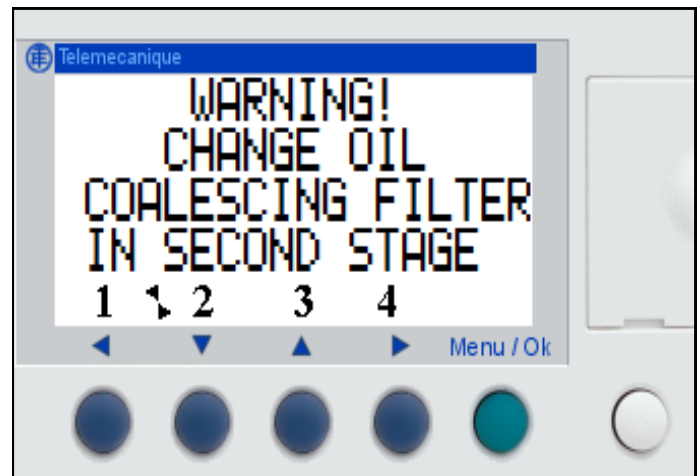 Telemecanique
WARNING!
CHANGE OIL
COALESCING FILTER
IN SECOND STAGE
1 2 3 4
Menu / Ok